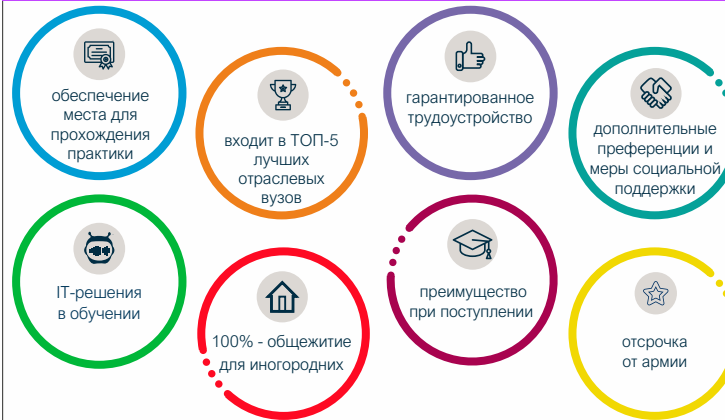 обеспечение
места для
прохождения
практики
входит в ТОП-5
лучших
отраслевых
вузов
гарантированное
трудоустройство
дополнительные
преференции и
меры социальной
поддержки
IT-решения
в обучении
100% - общежитие
для иногородних
преимущество
при поступлении
отсрочка
от армии